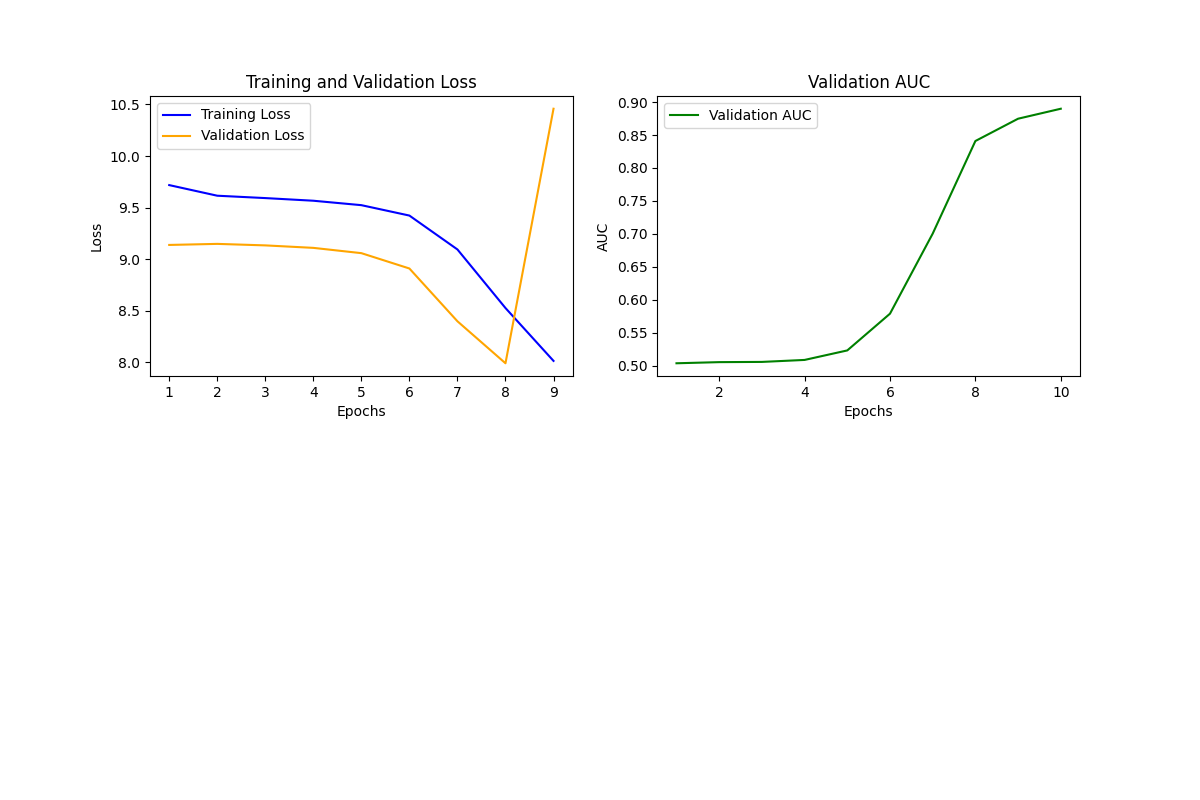 Training and Validation Loss
10.5
10.0
9.5
9.0
8.5
8.0
Loss
Training Loss
Validation Loss
1 2 3 4 5 6 7 8 9
Epochs
Validation AUC
0.90
0.85
0.80
0.75
0.70
0.65
0.60
0.55
0.50
AUC
Validation AUC
2 4 6 8 10
Epochs